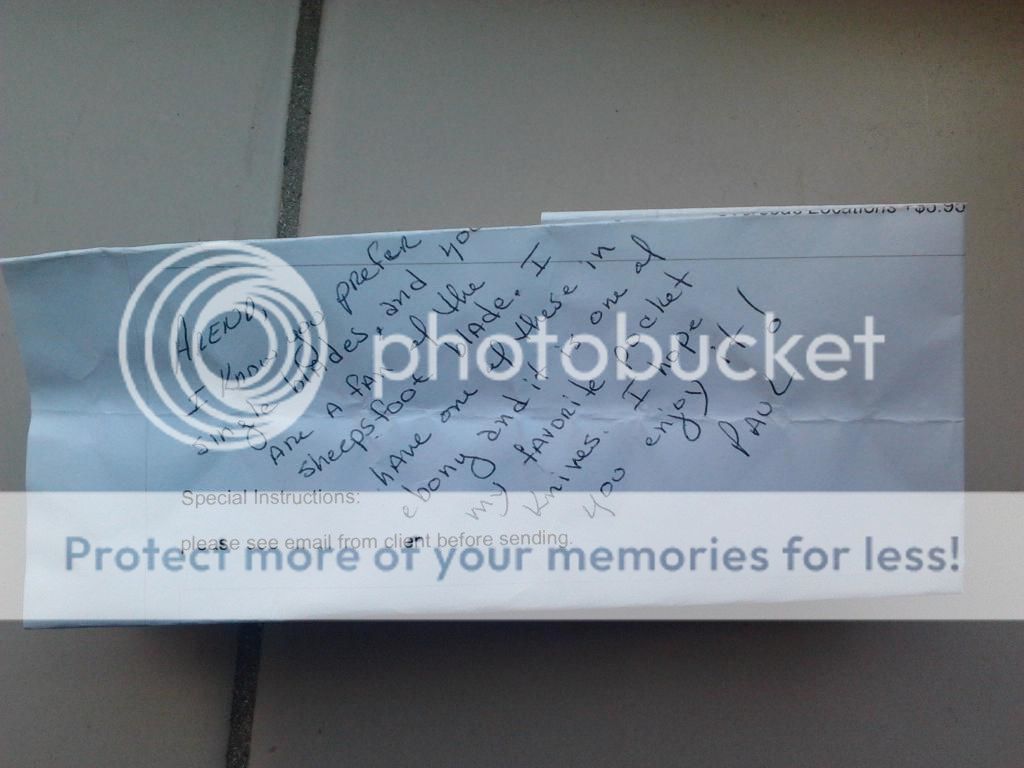 Overseas Locations +$5.95
AREND,
I know you prefer
single blades, and you
are a fan of the
sheepsfoot blade. I
have one of these in
ebony and it is one of
my favorite pocket
knives. I hope
you enjoy it!
PAUL
photobucket
Special Instructions:
please see email from client before sending.
Protect more of your memories for less!